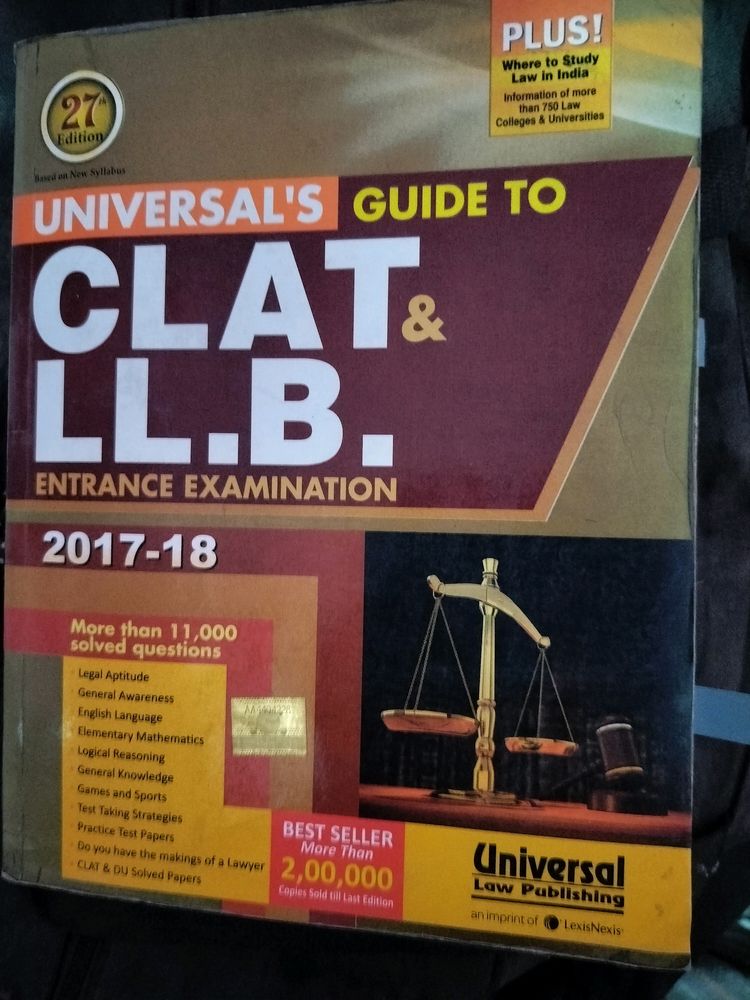 PLUS!
Where to Study
Law in India
Information of more
than 750 Law
Colleges & Universities
27th
Edition
Based on New Syllabus
UNIVERSAL'S GUIDE TO
CLAT &
LL.B.
ENTRANCE EXAMINATION
2017-18
More than 11,000
solved questions
Legal Aptitude
General Awareness
English Language
Elementary Mathematics
Logical Reasoning
General Knowledge
Games and Sports
Test Taking Strategies
Practice Test Papers
Do you have the makings of a Lawyer
CLAT & DU Solved Papers
BEST SELLER
More Than
2,00,000
Copies Sold till Last Edition
Universal
Law Publishing
an imprint of LexisNexis